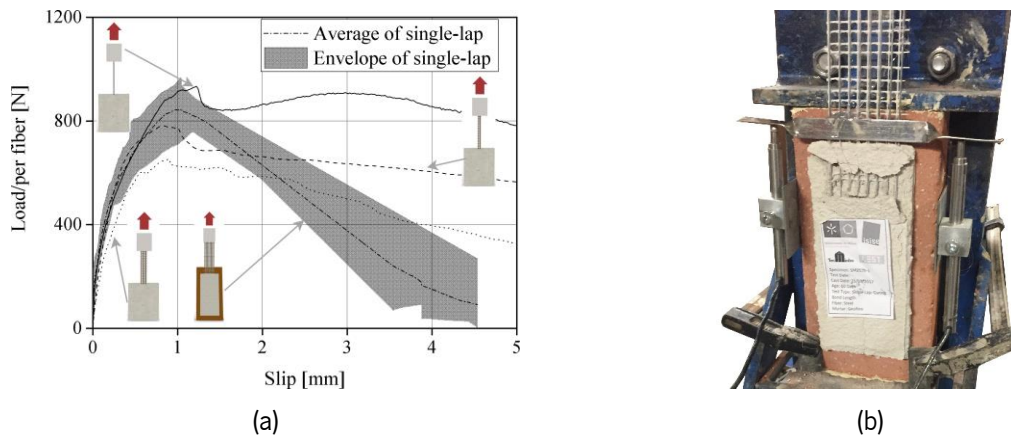 1200
800
400
0
Load/per fiber [N]
Average of single-lap
Envelope of single-lap
0 1 2 3 4 5
Slip [mm]
(a)
(b)